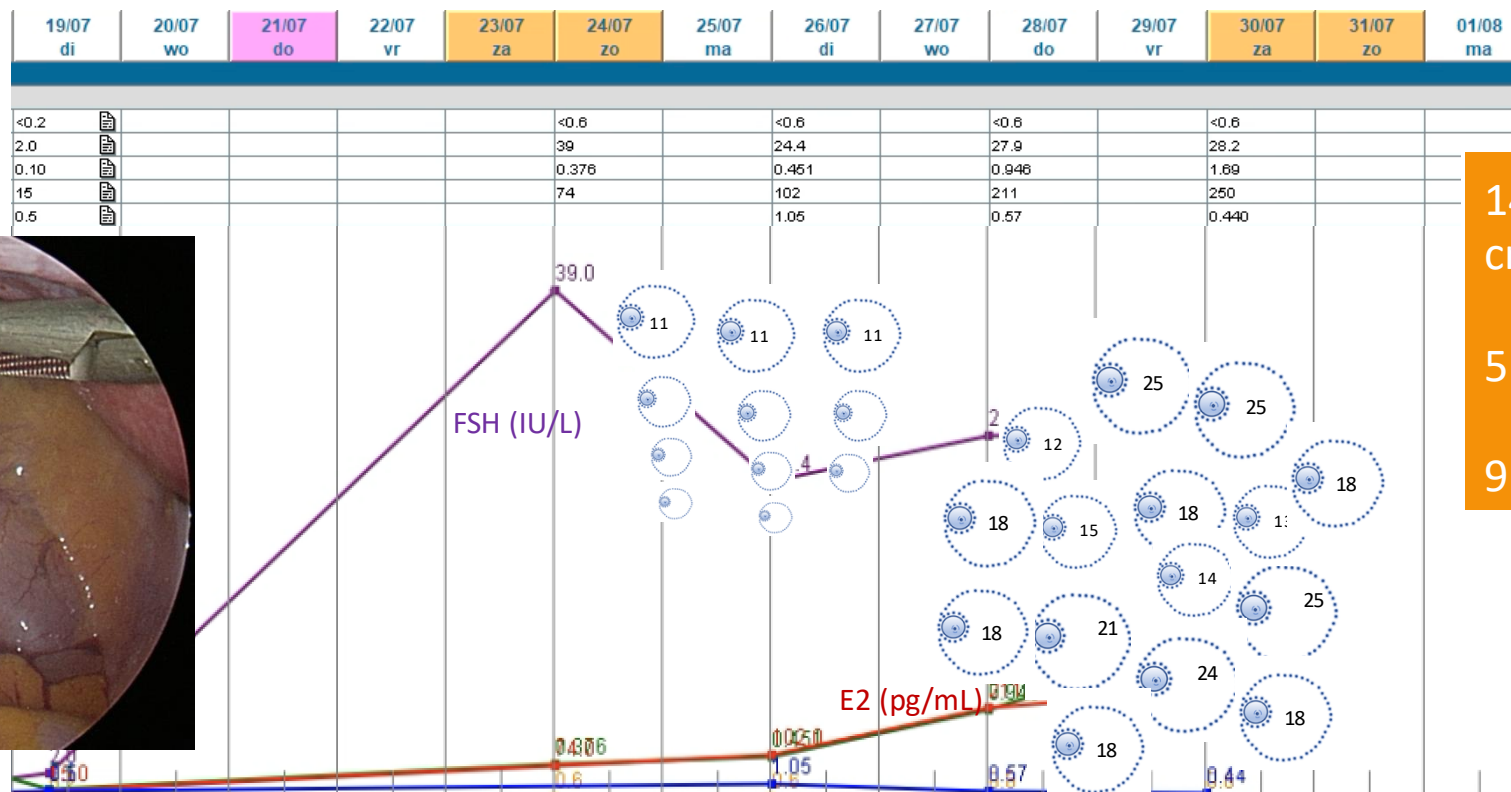 19/07 20/07 21/07 22/07 23/07 24/07 25/07 26/07 27/07 28/07 29/07 30/07 31/07 01/08
di wo do vr za zo ma di wo do vr za zo ma
<0.2 <0.6 <0.6 <0.6 <0.6
2.0 39 24.4 27.9 28.2
0.10 0.376 0.451 0.946 1.69
15 74 102 211 250
0.5 1.05 0.57 0.440
39.0
11
11
11
FSH (IU/L)
25
25
12
18
18
15
18
14
25
18
21
24
18
18
E2 (pg/mL)
0.57
5
9